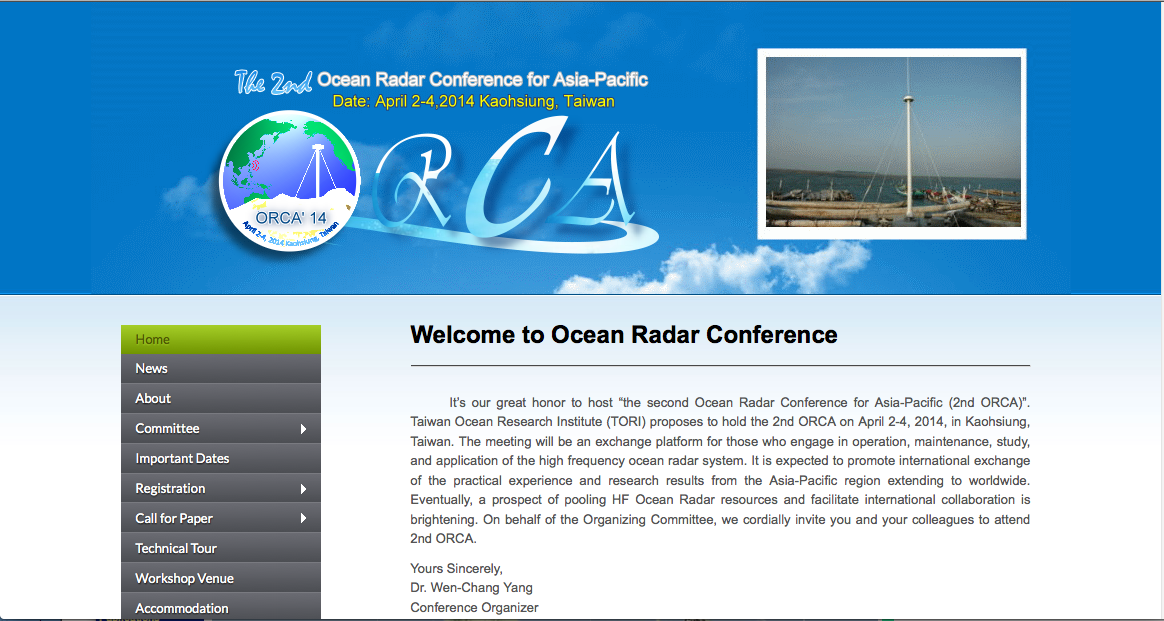 The 2nd Ocean Radar Conference for Asia-Pacific
Date: April 2-4,2014 Kaohsiung, Taiwan
ORCA
ORCA' 14
April 2-4, 2014 Kaohsiung, Taiwan
Home
News
About
Committee
Important Dates
Registration
Call for Paper
Technical Tour
Workshop Venue
Accommodation
Welcome to Ocean Radar Conference
It's our great honor to host “the second Ocean Radar Conference for Asia-Pacific (2nd ORCA)”.
Taiwan Ocean Research Institute (TORI) proposes to hold the 2nd ORCA on April 2-4, 2014, in Kaohsiung,
Taiwan. The meeting will be an exchange platform for those who engage in operation, maintenance, study,
and application of the high frequency ocean radar system. It is expected to promote international exchange
of the practical experience and research results from the Asia-Pacific region extending to worldwide.
Eventually, a prospect of pooling HF Ocean Radar resources and facilitate international collaboration is
brightening. On behalf of the Organizing Committee, we cordially invite you and your colleagues to attend
2nd ORCA.
Yours Sincerely,
Dr. Wen-Chang Yang
Conference Organizer